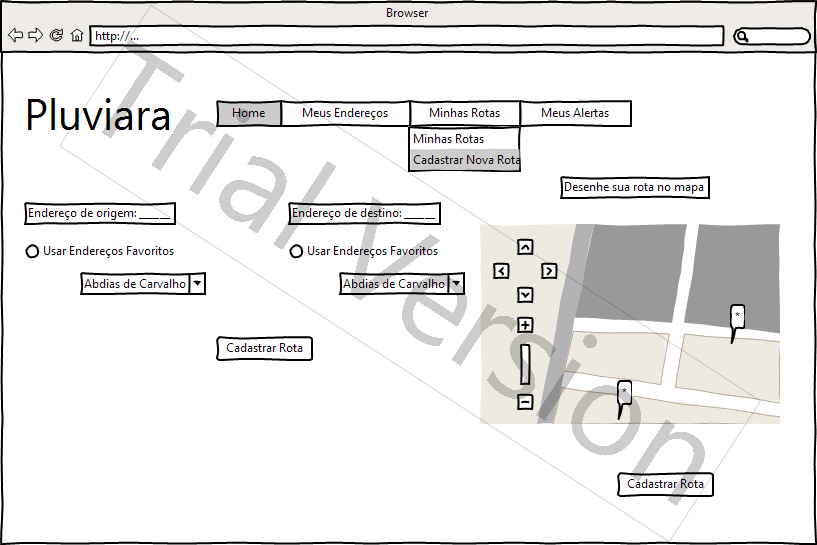 Browser
http://...
Pluviara
Home
Meus Endereços
Minhas Rotas
Meus Alertas
Minhas Rotas
Cadastrar Nova Rota
Desenhe sua rota no mapa
Endereço de origem: _____
Endereço de destino: _____
Usar Endereços Favoritos
Usar Endereços Favoritos
Abdias de Carvalho
Abdias de Carvalho
Cadastrar Rota
*
*
Cadastrar Rota
Trial Version